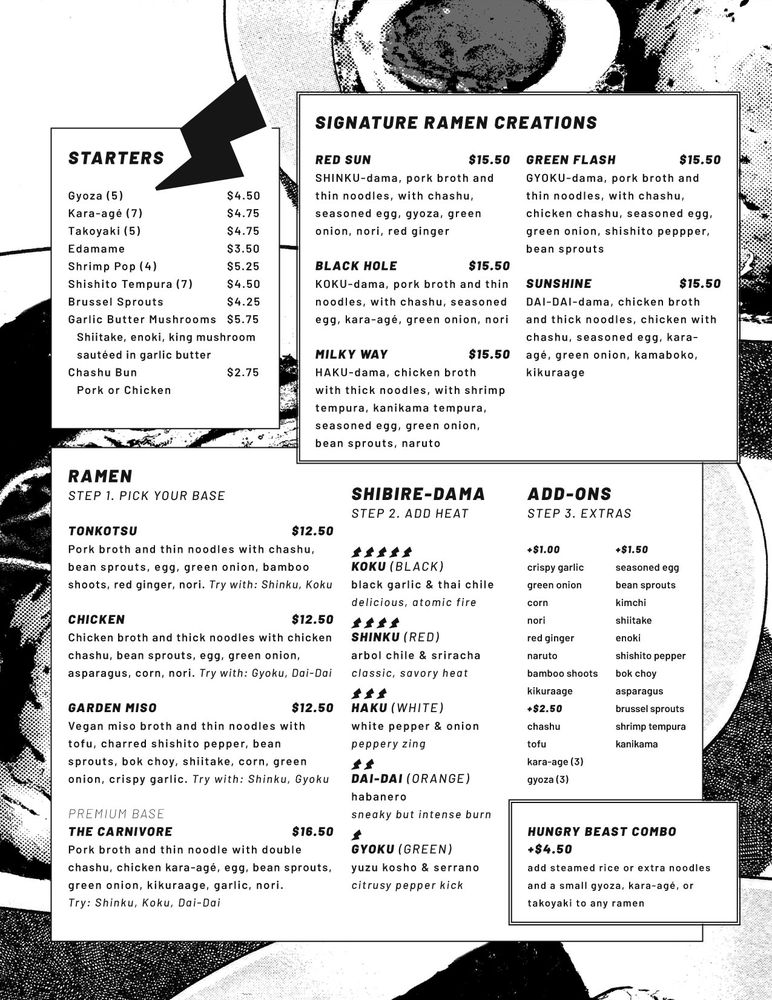 STARTERS
Gyoza (5) $4.50
Kara-agé (7) $4.75
Takoyaki (5) $4.75
Edamame $3.50
Shrimp Pop (4) $5.25
Shishito Tempura (7) $4.50
Brussel Sprouts $4.25
Garlic Butter Mushrooms $5.75
Shiitake, enoki, king mushroom
sautéed in garlic butter
Chashu Bun $2.75
Pork or Chicken
SIGNATURE RAMEN CREATIONS
RED SUN $15.50
SHINKU-dama, pork broth and
thin noodles, with chashu,
seasoned egg, gyoza, green
onion, nori, red ginger
BLACK HOLE $15.50
KOKU-dama, pork broth and thin
noodles, with chashu, seasoned
egg, kara-agé, green onion, nori
MILKY WAY $15.50
HAKU-dama, chicken broth
with thick noodles, with shrimp
tempura, kanikama tempura,
seasoned egg, green onion,
bean sprouts, naruto
GREEN FLASH $15.50
GYOKU-dama, pork broth and
thin noodles, with chashu,
chicken chashu, seasoned egg,
green onion, shishito peppper,
bean sprouts
SUNSHINE $15.50
DAI-DAI-dama, chicken broth
and thick noodles, chicken with
chashu, seasoned egg, kara-
agé, green onion, kamaboko,
kikuraage
RAMEN
STEP 1. PICK YOUR BASE
TONKOTSU $12.50
Pork broth and thin noodles with chashu,
bean sprouts, egg, green onion, bamboo
shoots, red ginger, nori. Try with: Shinku, Koku
CHICKEN $12.50
Chicken broth and thick noodles with chicken
chashu, bean sprouts, egg, green onion,
asparagus, corn, nori. Try with: Gyoku, Dai-Dai
GARDEN MISO $12.50
Vegan miso broth and thin noodles with
tofu, charred shishito pepper, bean
sprouts, bok choy, shiitake, corn, green
onion, crispy garlic. Try with: Shinku, Gyoku
PREMIUM BASE
THE CARNIVORE $16.50
Pork broth and thin noodle with double
chashu, chicken kara-agé, egg, bean sprouts,
green onion, kikuraage, garlic, nori.
Try: Shinku, Koku, Dai-Dai
SHIBIRE-DAMA
STEP 2. ADD HEAT
KOKU (BLACK)
black garlic & thai chile
delicious, atomic fire
SHINKU (RED)
arbol chile & sriracha
classic, savory heat
HAKU (WHITE)
white pepper & onion
peppery zing
DAI-DAI (ORANGE)
habanero
sneaky but intense burn
GYOKU (GREEN)
yuzu kosho & serrano
citrusy pepper kick
ADD-ONS
STEP 3. EXTRAS
+$1.00
crispy garlic
green onion
corn
nori
red ginger
naruto
bamboo shoots
kikuraage
+$2.50
chashu
tofu
kara-age (3)
gyoza (3)
+$1.50
seasoned egg
bean sprouts
kimchi
shiitake
enoki
shishito pepper
bok choy
asparagus
brussel sprouts
shrimp tempura
kanikama
HUNGRY BEAST COMBO
+$4.50
add steamed rice or extra noodles
and a small gyoza, kara-agé, or
takoyaki to any ramen